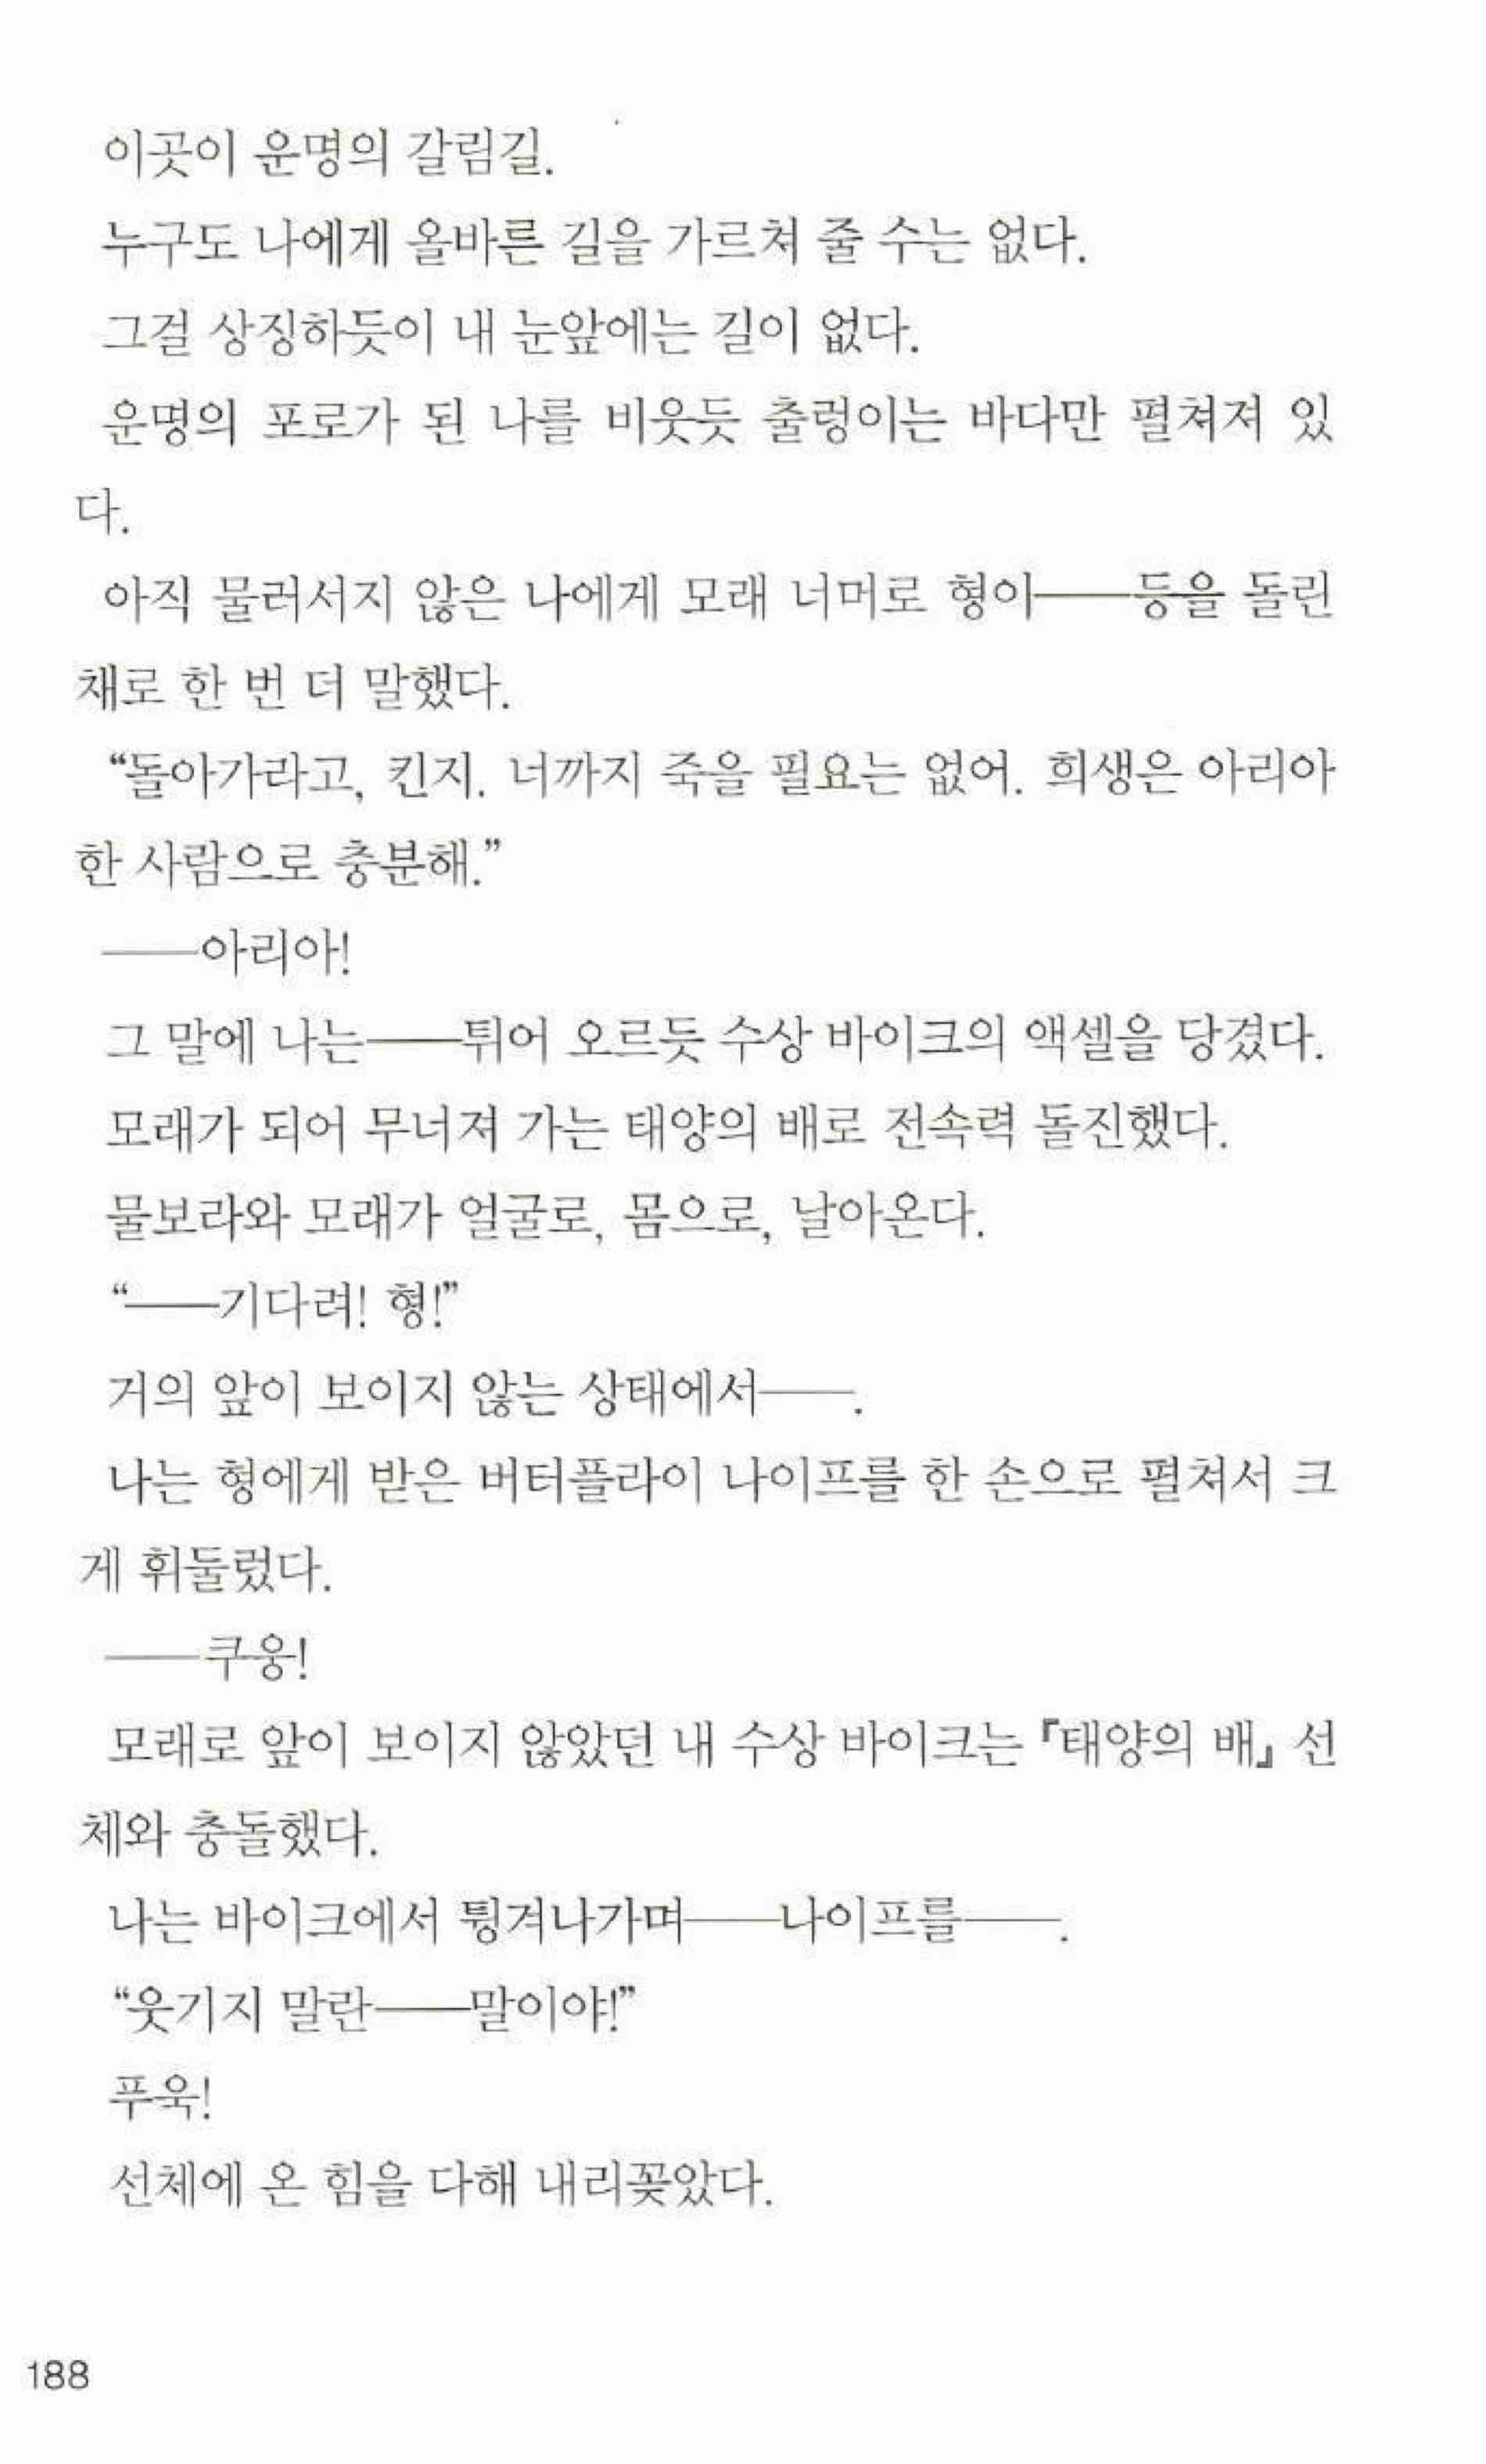 이곳이 운명의 갈림길.
누구도 나에게 올바른 길을 가르쳐 줄 수는 없다.
그걸 상징하듯이 내 눈앞에는 길이 없다.
운명의 포로가 된 나를 비웃듯 출렁이는 바다만 펼쳐져 있
다.
아직 물러서지 않은 나에게 모래 너머로 형이──등을 돌린
채로 한 번 더 말했다.
“돌아가라고, 킨지. 너까지 죽을 필요는 없어. 희생은 아리아
한 사람으로 충분해.”
──아리아!
그 말에 나는──튀어 오르듯 수상 바이크의 액셀을 당겼다.
모래가 되어 무너져 가는 태양의 배로 전속력 돌진했다.
물보라와 모래가 얼굴로, 몸으로, 날아온다.
“──기다려! 형!”
거의 앞이 보이지 않는 상태에서──.
나는 형에게 받은 버터플라이 나이프를 한 손으로 펼쳐서 크
게 휘둘렀다.
──쿠웅!
모래로 앞이 보이지 않았던 내 수상 바이크는 『태양의 배』 선
체와 충돌했다.
나는 바이크에서 튕겨나가며──나이프를──.
“웃기지 말란──말이야!”
푸욱!
선체에 온 힘을 다해 내리꽂았다.
188